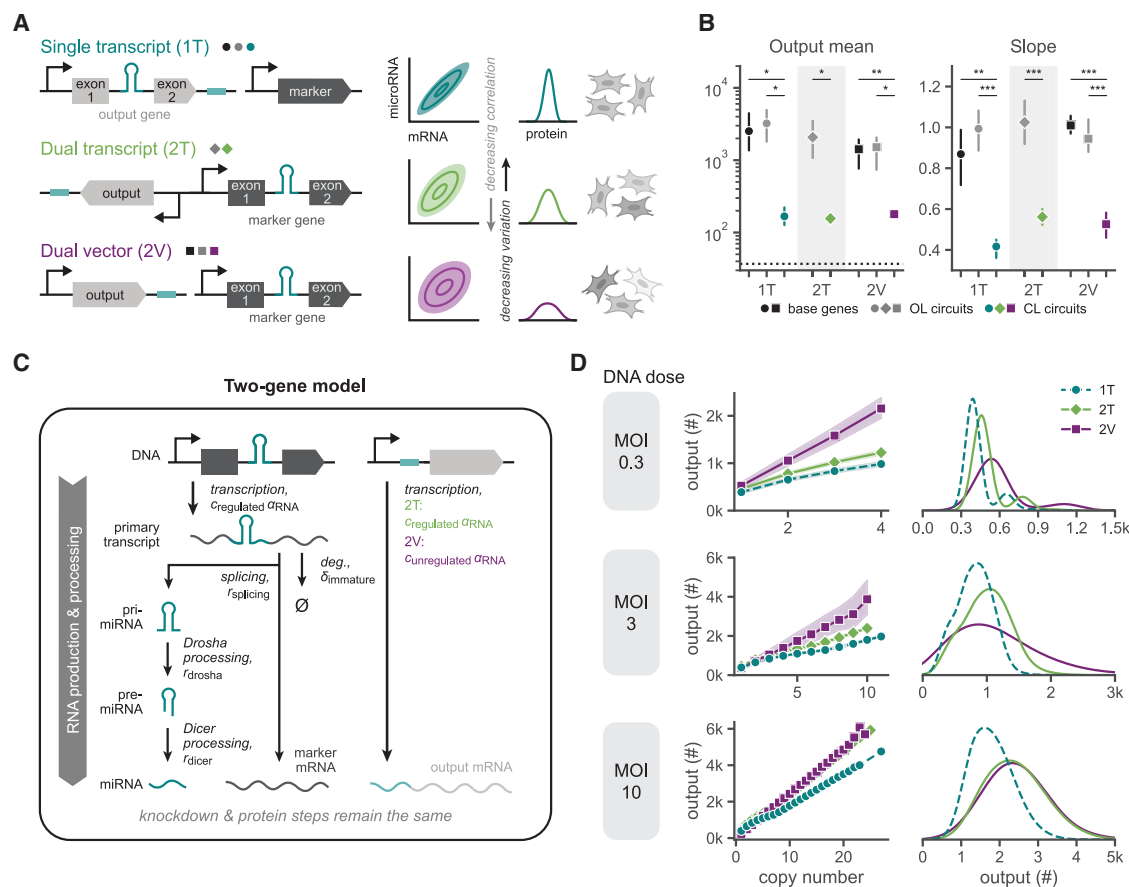 A
Single transcript (1T)
exon 1
exon 2
output gene
marker
Dual transcript (2T)
output
exon 1
exon 2
marker gene
Dual vector (2V)
output
exon 1
exon 2
marker gene
microRNA
mRNA
decreasing correlation
decreasing variation
protein
B
Output mean
Slope
* * * ** *
** *** *** *** ***
10⁴
10³
10²
1.2
1.0
0.8
0.6
0.4
1T 2T 2V
1T 2T 2V
base genes OL circuits CL circuits
C
Two-gene model
RNA production & processing
DNA
transcription,
c_regulated α_RNA
transcription,
2T:
c_regulated α_RNA
2V:
c_unregulated α_RNA
primary
transcript
splicing,
r_splicing
deg.,
δ_immature
Ø
pri-
miRNA
Drosha
processing,
r_drosha
pre-
miRNA
Dicer
processing,
r_dicer
marker
mRNA
output mRNA
miRNA
knockdown & protein steps remain the same
D
DNA dose
MOI
0.3
output (#)
2k
1k
0k
2 4
1T
2T
2V
0.0 0.3 0.6 0.9 1.2 1.5k
MOI
3
output (#)
6k
4k
2k
0k
5 10
0 1 2 3k
MOI
10
output (#)
6k
4k
2k
0k
0 10 20
copy number
0 1 2 3 4 5k
output (#)